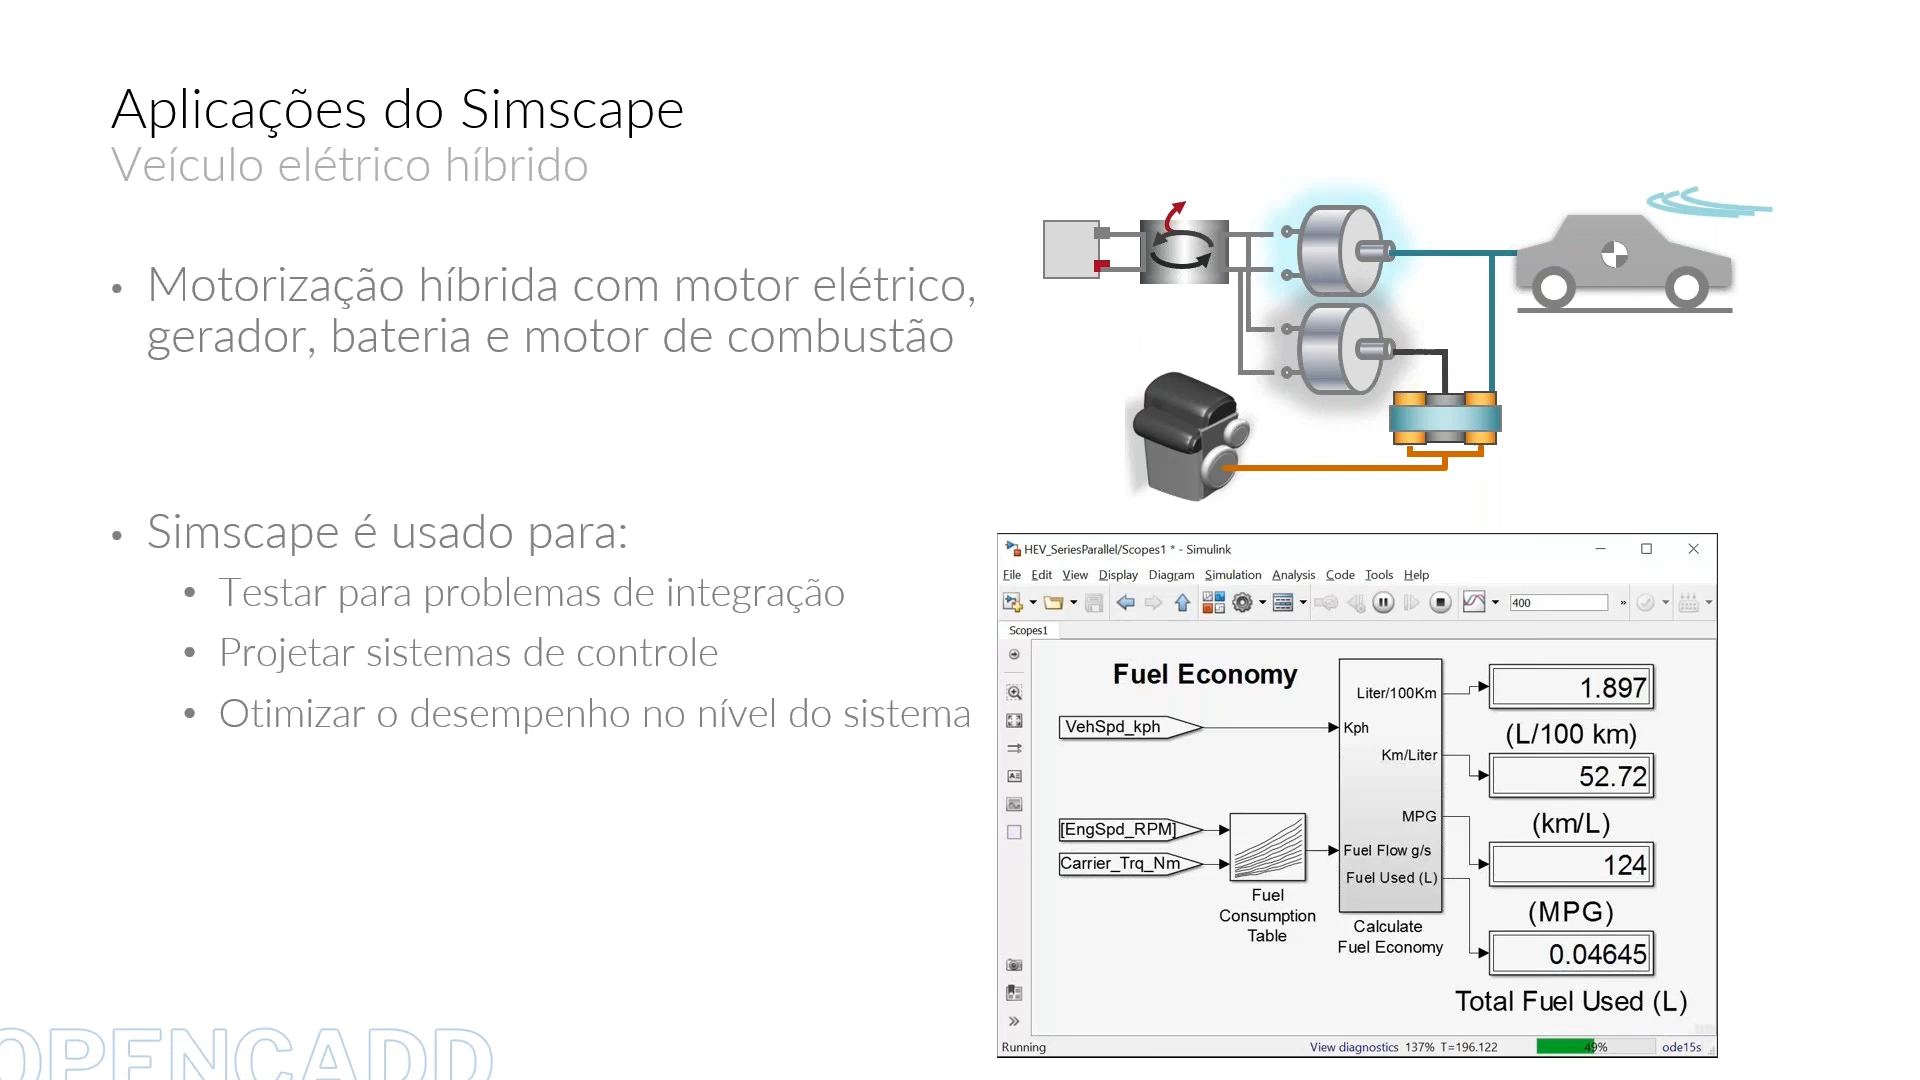 Aplicações do Simscape
Veículo elétrico híbrido
• Motorização híbrida com motor elétrico,
gerador, bateria e motor de combustão
• Simscape é usado para:
• Testar para problemas de integração
• Projetar sistemas de controle
• Otimizar o desempenho no nível do sistema
HEV_SeriesParallel/Scopes1 * - Simulink
File Edit View Display Diagram Simulation Analysis Code Tools Help
400
»
Scopes1
Fuel Economy
Liter/100Km
1.897
VehSpd_kph
Kph
(L/100 km)
Km/Liter
52.72
MPG
(km/L)
[EngSpd_RPM]
Fuel Flow g/s
124
Carrier_Trq_Nm
Fuel Used (L)
Fuel
Consumption
Table
(MPG)
Calculate
Fuel Economy
0.04645
Total Fuel Used (L)
Running
View diagnostics 137% T=196.122
49%
ode15s
OPENCADD